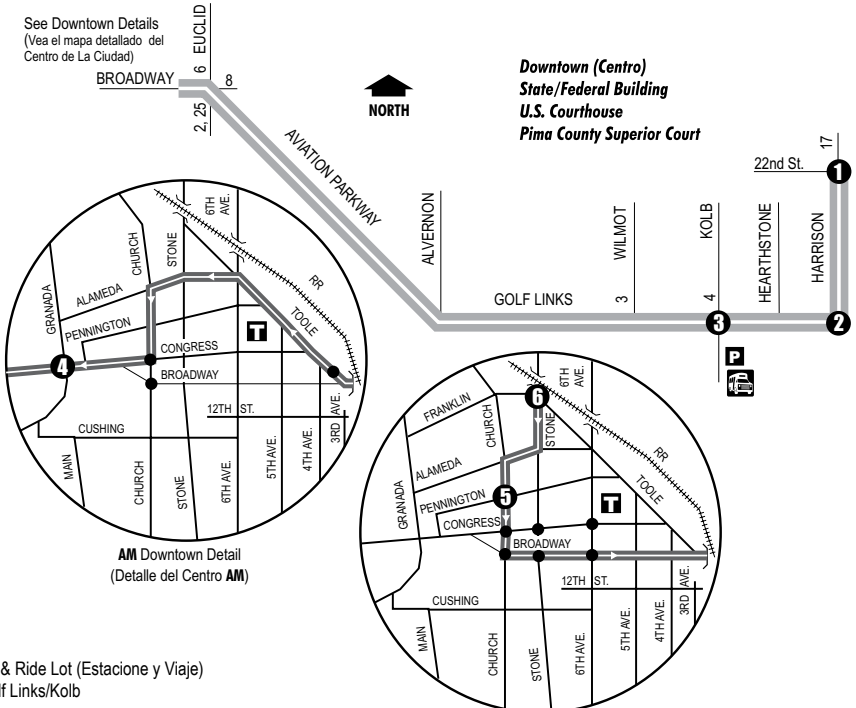 See Downtown Details
(Vea el mapa detallado del
Centro de La Ciudad)
BROADWAY
6
EUCLID
8
2, 25
NORTH
AVIATION PARKWAY
Downtown (Centro)
State/Federal Building
U.S. Courthouse
Pima County Superior Court
17
22nd St.
1
ALVERNON
WILMOT
KOLB
HEARTHSTONE
HARRISON
GOLF LINKS
3
4
3
2
P
6TH
AVE.
STONE
CHURCH
RR
GRANADA
ALAMEDA
PENNINGTON
TOOLE
T
CONGRESS
4
BROADWAY
12TH ST.
CUSHING
MAIN
CHURCH
STONE
6TH AVE.
5TH AVE.
4TH AVE.
3RD AVE.
AM Downtown Detail
(Detalle del Centro AM)
6TH
AVE.
6
FRANKLIN
CHURCH
STONE
RR
ALAMEDA
TOOLE
GRANADA
PENNINGTON
5
T
CONGRESS
BROADWAY
12TH ST.
CUSHING
MAIN
CHURCH
STONE
6TH AVE.
5TH AVE.
4TH AVE.
3RD AVE.
& Ride Lot (Estacione y Viaje)
lf Links/Kolb